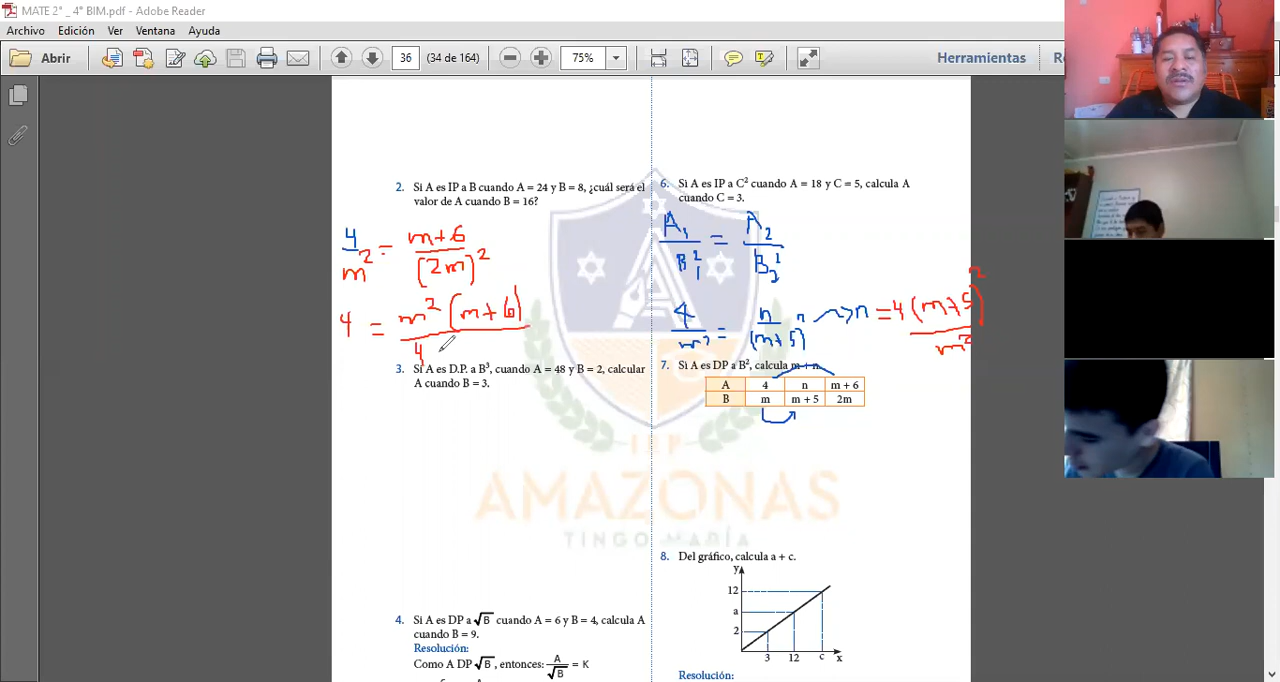 MATE 2° _ 4° BIM.pdf - Adobe Reader
Archivo Edición Ver Ventana Ayuda
Abrir 36 (34 de 164) 75% Herramientas
2. Si A es IP a B cuando A = 24 y B = 8, ¿cuál será el
valor de A cuando B = 16?
4/m² = m+6/(2m)²
4 = m²(m+6)/4
3. Si A es D.P. a B³, cuando A = 48 y B = 2, calcular
A cuando B = 3.
4. Si A es DP a √B cuando A = 6 y B = 4, calcula A
cuando B = 9.
Resolución:
Como A DP √B, entonces: A/√B = K
6. Si A es IP a C² cuando A = 18 y C = 5, calcula A
cuando C = 3.
A₁/B₁² = A₂/B₂²
4/m² = n/(m+5)² → n = 4(m+5)²/m²
7. Si A es DP a B², calcula m + n.
A 4 n m + 6
B m m + 5 2m
8. Del gráfico, calcula a + c.
y
12
a
2
3 12 c x
Resolución:
I.E.P
AMAZONAS
TINGO MARÍA